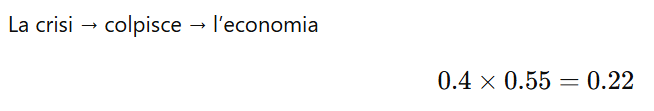 La crisi → colpisce → l’economia
0.4 × 0.55 = 0.22